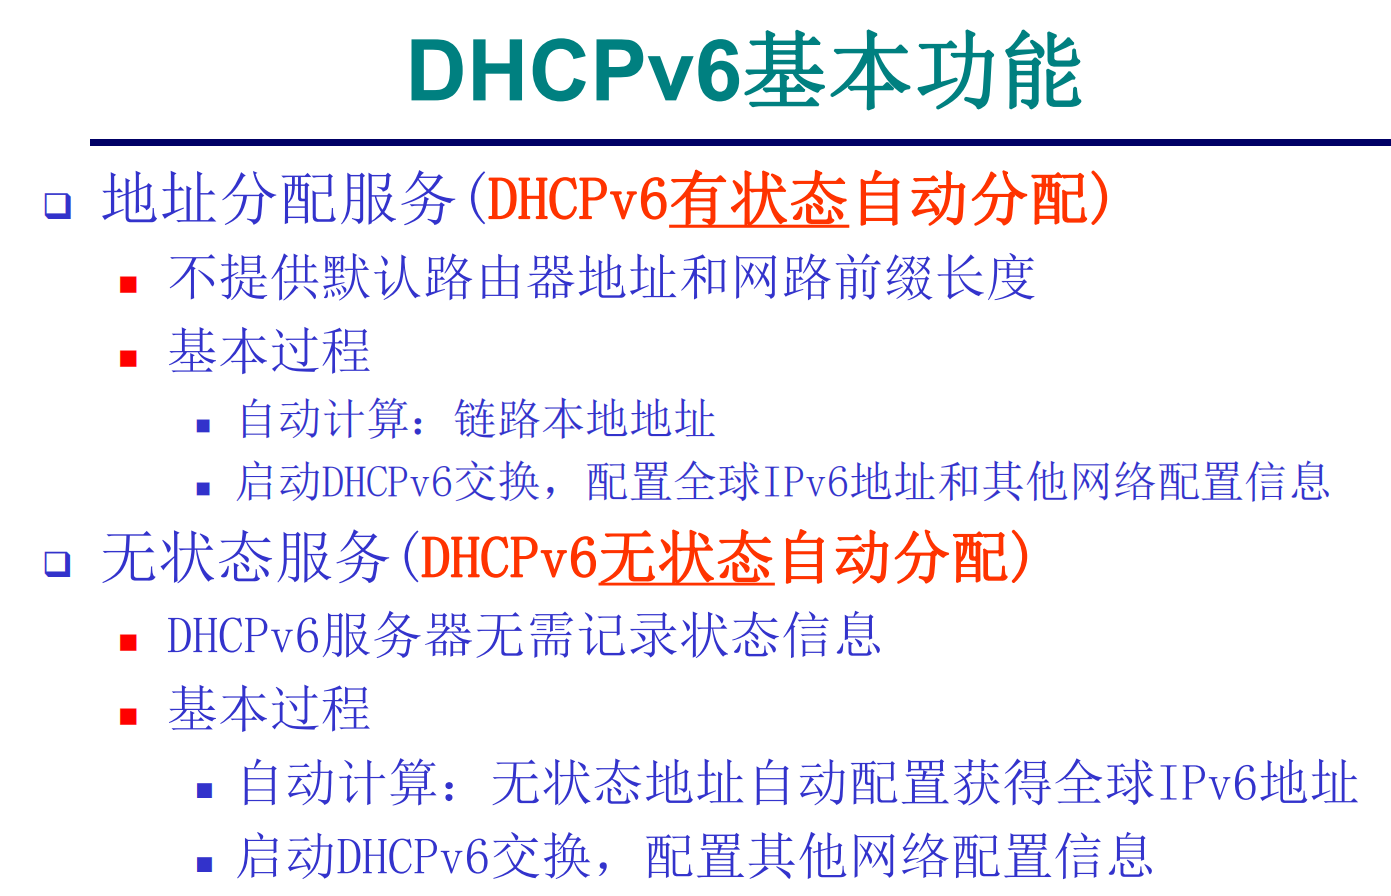 DHCPv6基本功能
地址分配服务(DHCPv6有状态自动分配)
不提供默认路由器地址和网路前缀长度
基本过程
自动计算：链路本地地址
启动DHCPv6交换，配置全球IPv6地址和其他网络配置信息
无状态服务(DHCPv6无状态自动分配)
DHCPv6服务器无需记录状态信息
基本过程
自动计算：无状态地址自动配置获得全球IPv6地址
启动DHCPv6交换，配置其他网络配置信息